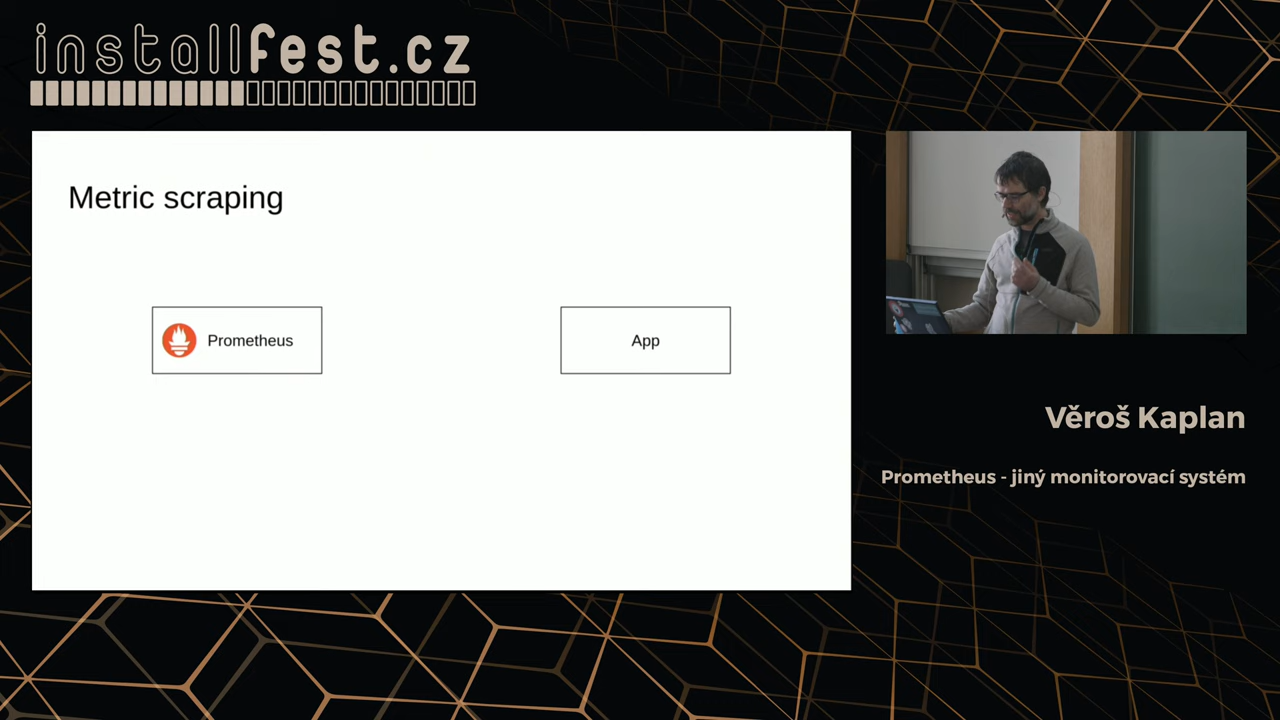 installfest.cz
Metric scraping
Prometheus
App
Věroš Kaplan
Prometheus - jiný monitorovací systém